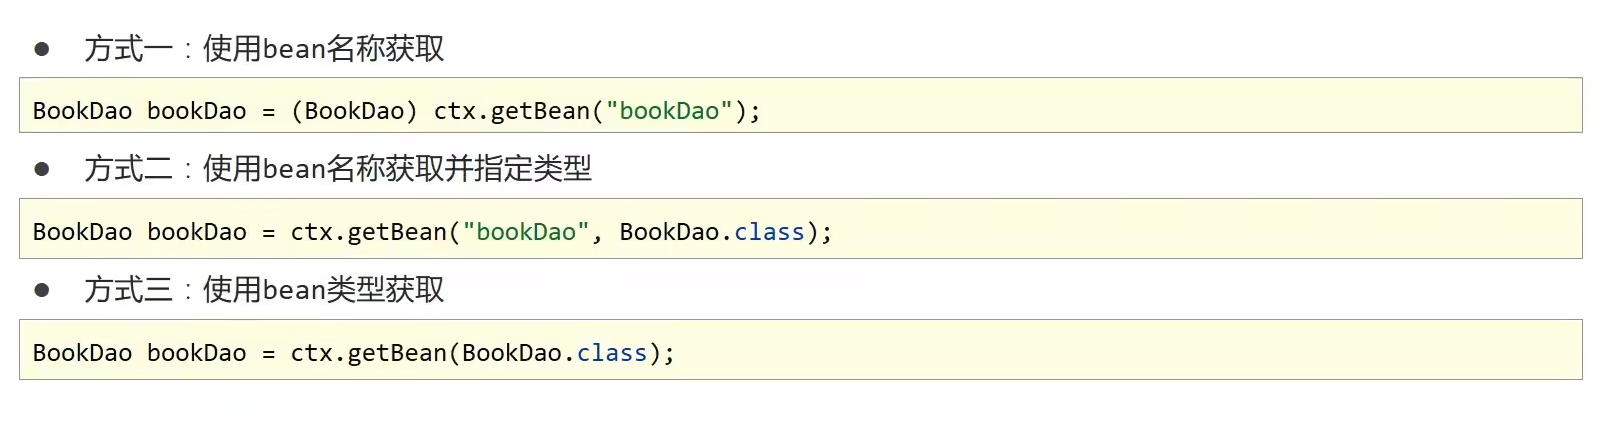 ● 方式一：使用bean名称获取
BookDao bookDao = (BookDao) ctx.getBean("bookDao");
● 方式二：使用bean名称获取并指定类型
BookDao bookDao = ctx.getBean("bookDao", BookDao.class);
● 方式三：使用bean类型获取
BookDao bookDao = ctx.getBean(BookDao.class);